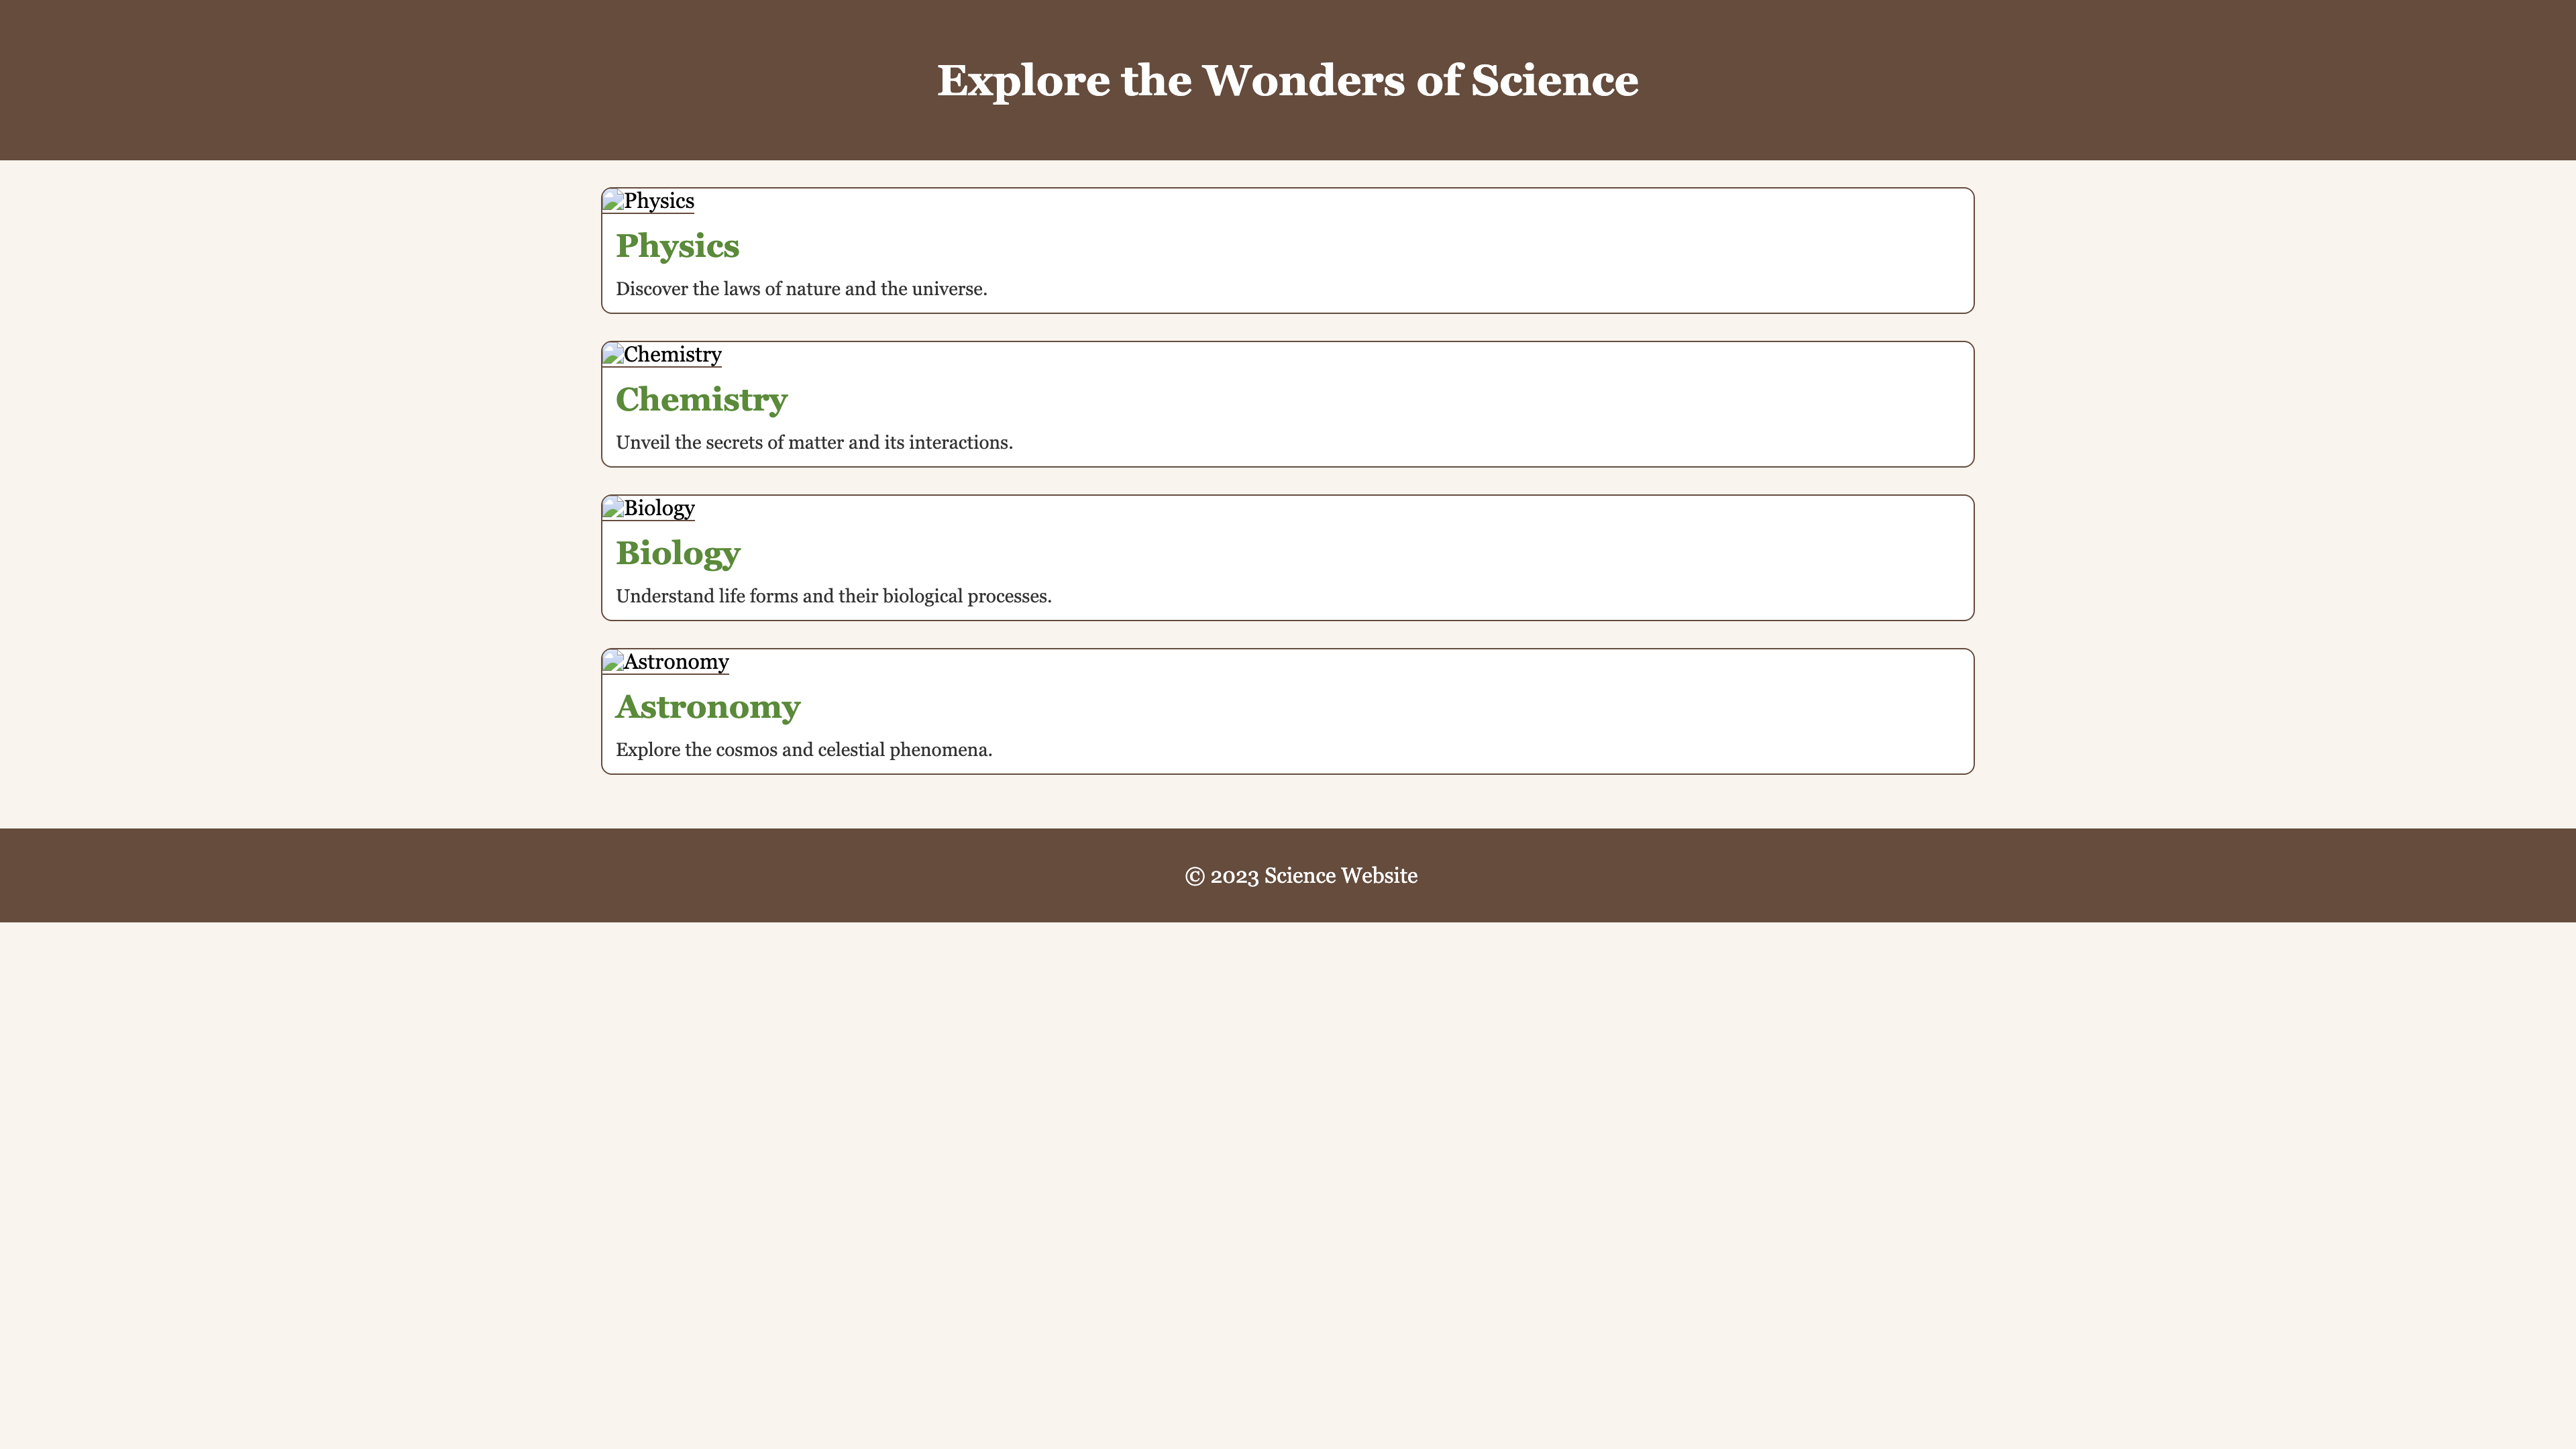 Explore the Wonders of Science
Physics
Physics
Discover the laws of nature and the universe.
Chemistry
Chemistry
Unveil the secrets of matter and its interactions.
Biology
Biology
Understand life forms and their biological processes.
Astronomy
Astronomy
Explore the cosmos and celestial phenomena.
© 2023 Science Website